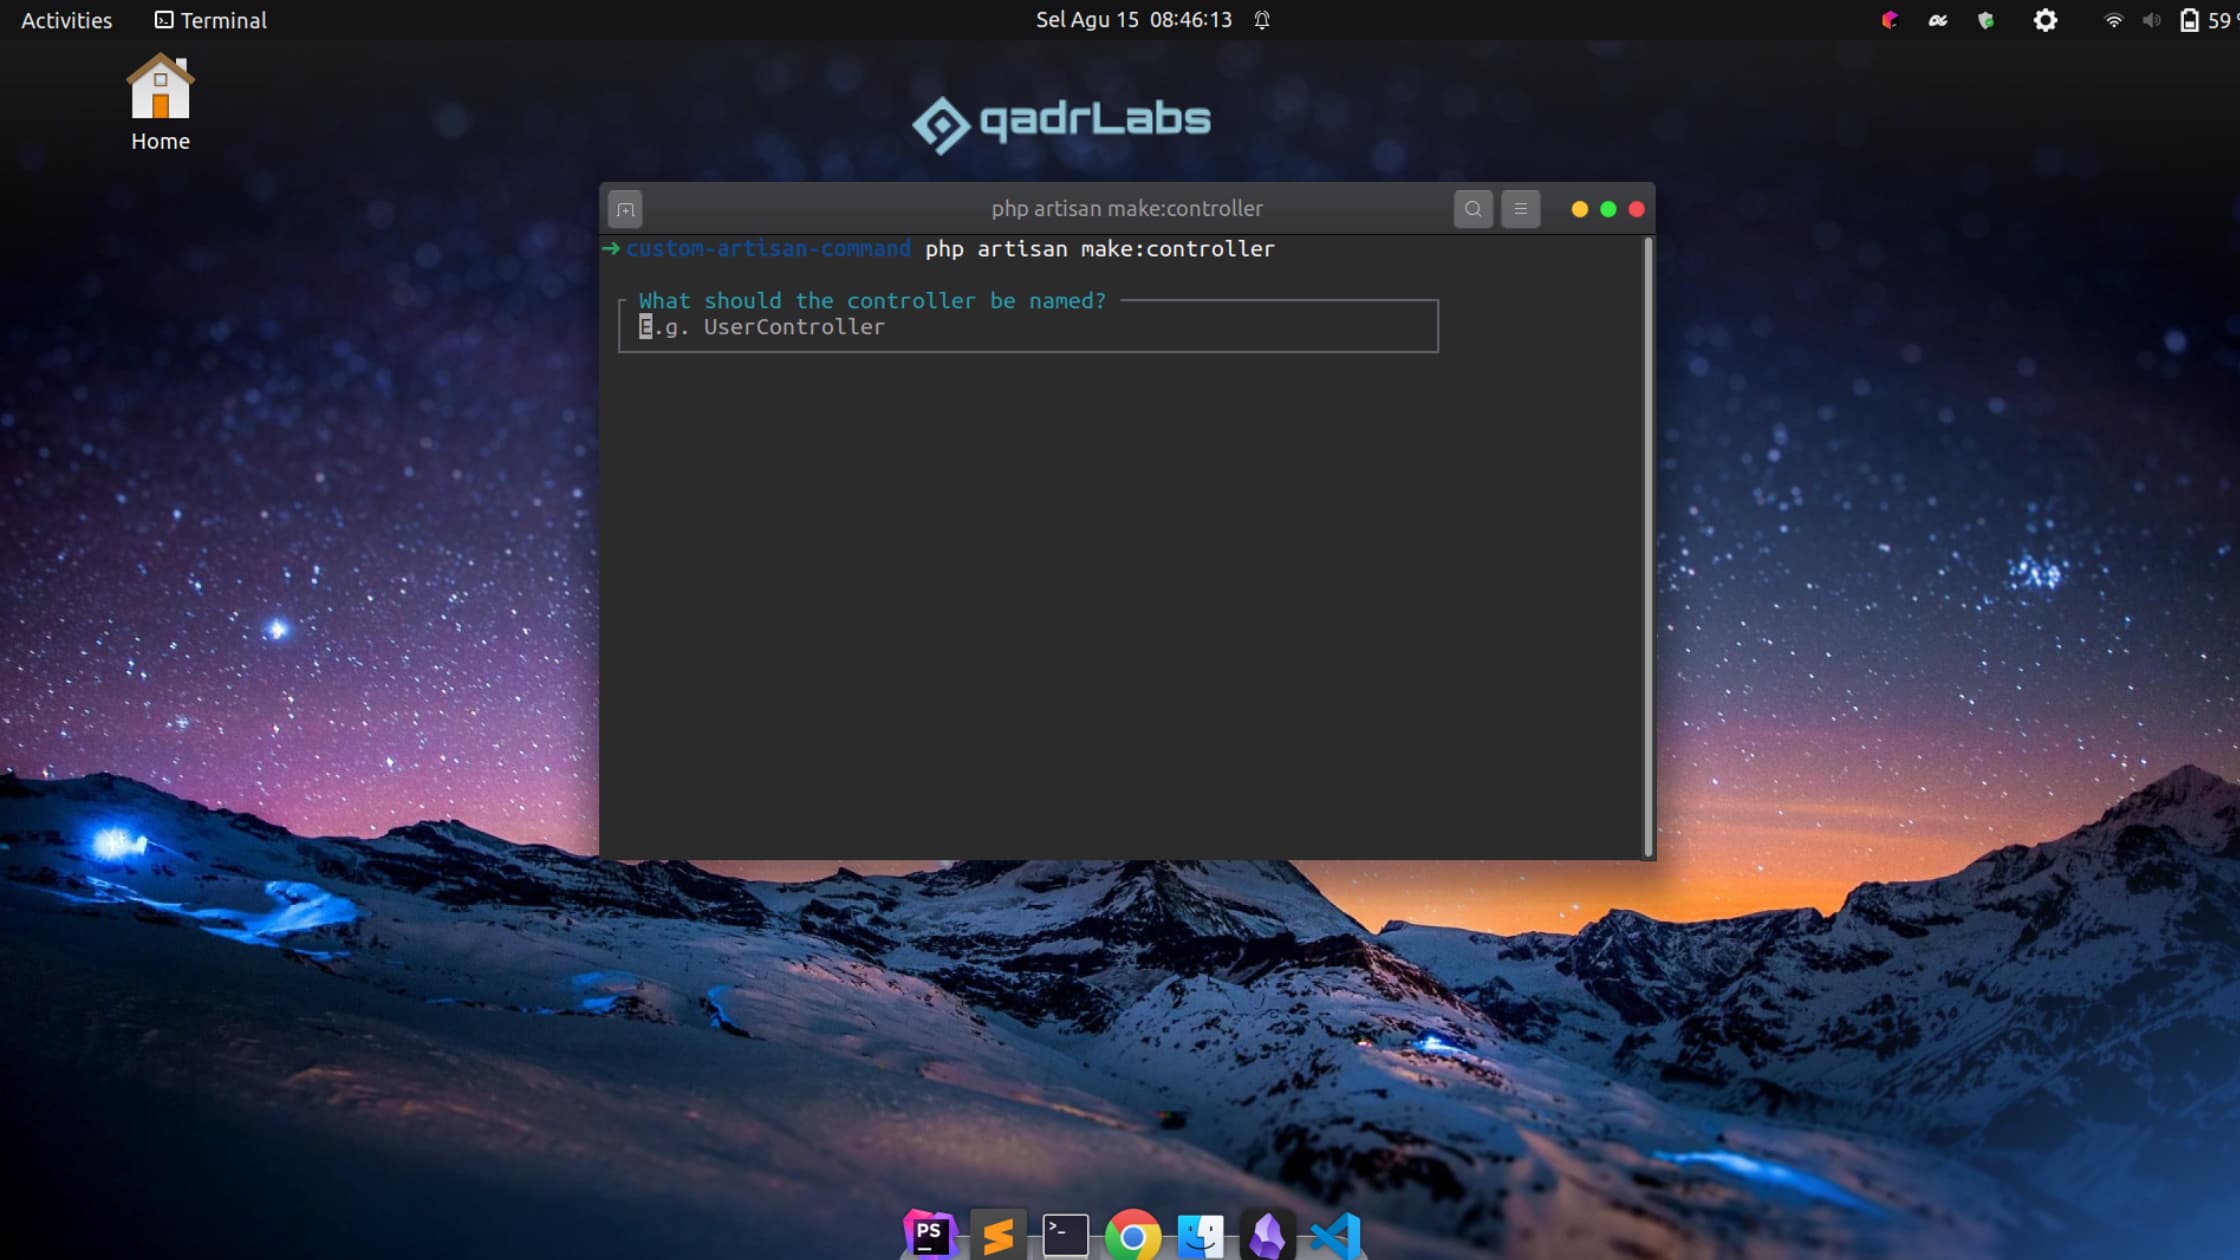 Activities Terminal Sel Agu 15 08:46:13 59%
Home
qadrLabs
php artisan make:controller
→ custom-artisan-command php artisan make:controller
What should the controller be named?
E.g. UserController
PS
>_